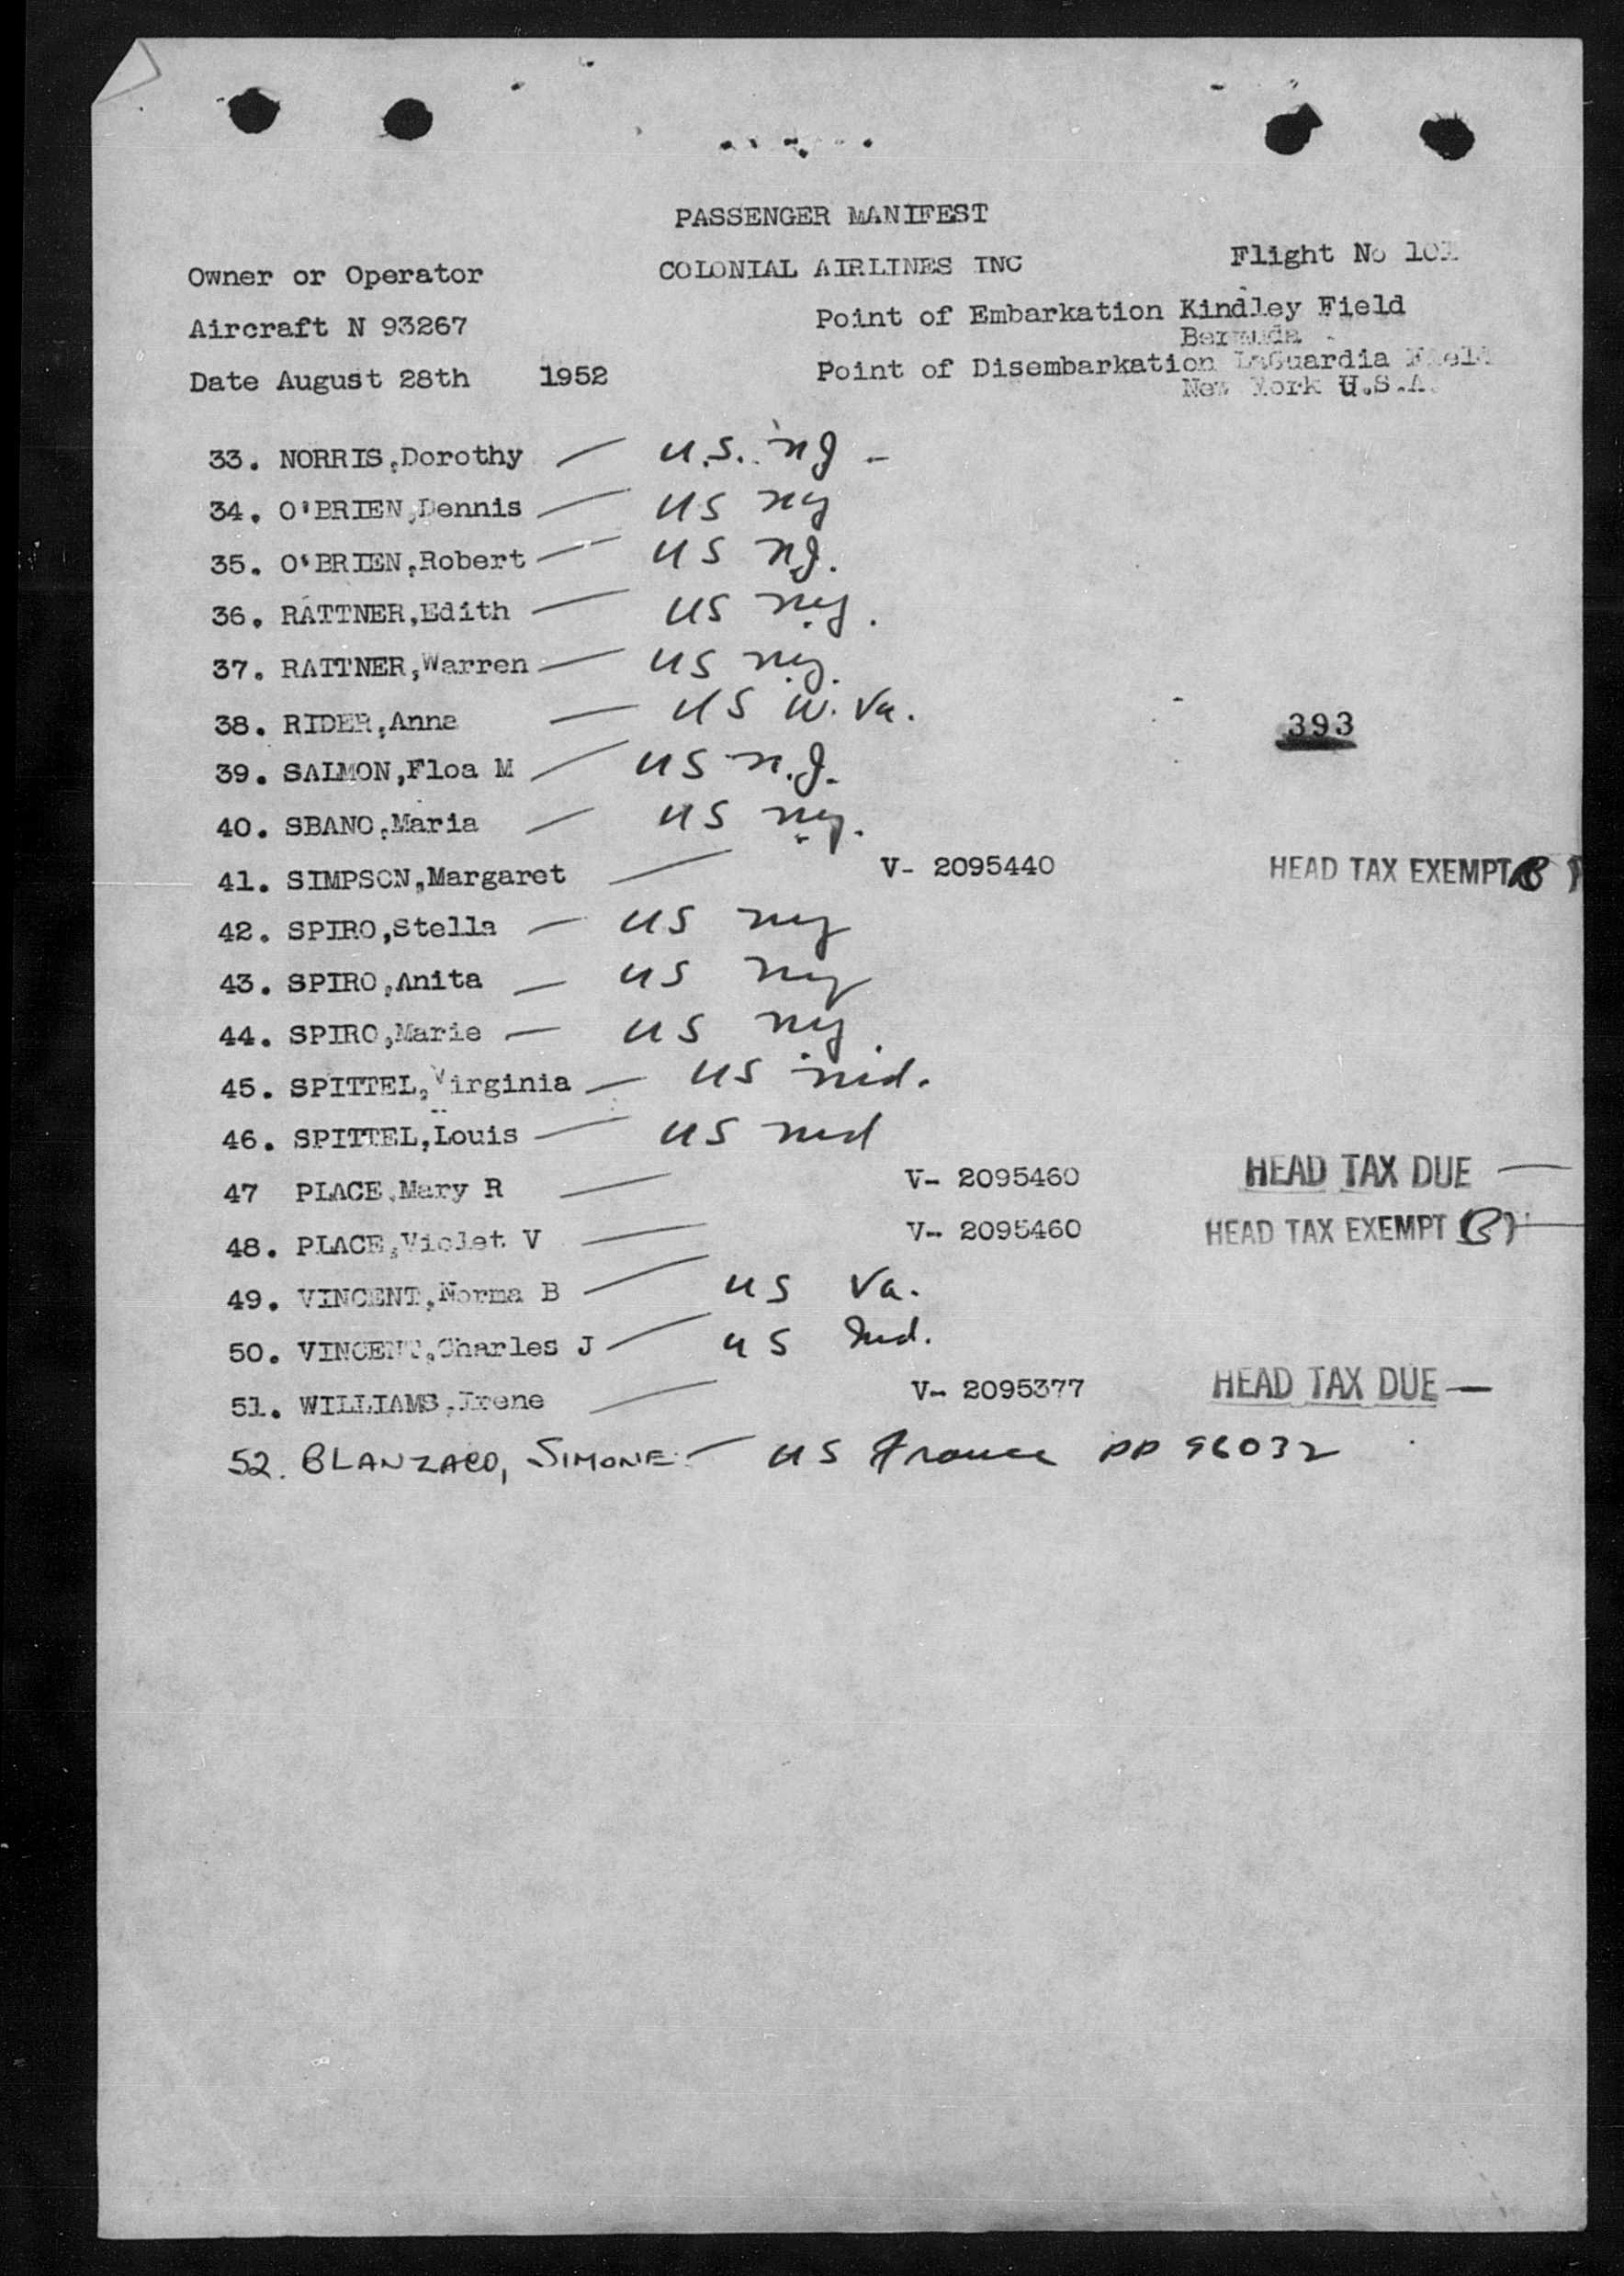 PASSENGER MANIFEST
Owner or Operator COLONIAL AIRLINES INC Flight No 101
Aircraft N 93267 Point of Embarkation Kindley Field
Bermuda
Date August 28th 1952 Point of Disembarkation LaGuardia Field
New York U.S.A.
33. NORRIS,Dorothy — U.S. NJ -
34. O'BRIEN,Dennis — US NY
35. O'BRIEN,Robert — US NJ.
36. RATTNER,Edith — US NY.
37. RATTNER,Warren — US NY.
38. RIDER,Anna — US W. Va. 393
39. SALMON,Floa M — US N.J.
40. SBANO,Maria — US NY.
41. SIMPSON,Margaret — V- 2095440 HEAD TAX EXEMPT B
42. SPIRO,Stella — US NY
43. SPIRO,Anita — US NY
44. SPIRO,Marie — US NY
45. SPITTEL,Virginia — US Md.
46. SPITTEL,Louis — US Md
47 PLACE,Mary R — V- 2095460 HEAD TAX DUE —
48. PLACE,Violet V — V- 2095460 HEAD TAX EXEMPT (B)
49. VINCENT,Norma B — US Va.
50. VINCENT,Charles J — US Ind.
51. WILLIAMS,Irene — V- 2095377 HEAD TAX DUE —
52. BLANZACO, SIMONE — US France PP 96032